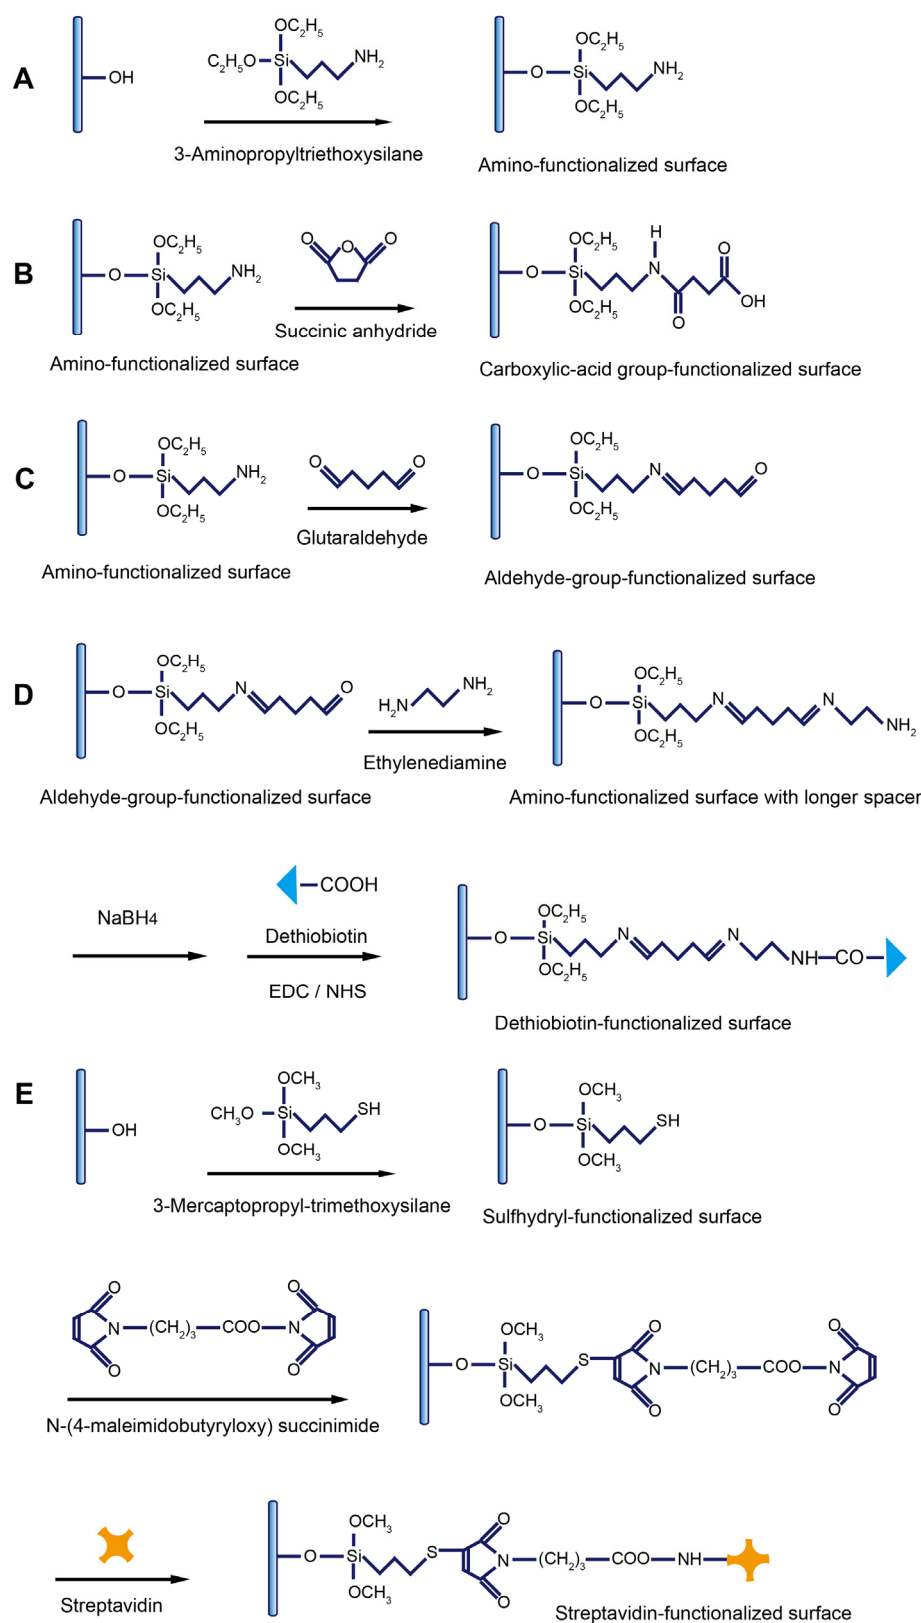 A
OH
OC2H5
C2H5O
Si
NH2
OC2H5
3-Aminopropyltriethoxysilane
O
OC2H5
Si
NH2
OC2H5
Amino-functionalized surface
B
O
OC2H5
Si
NH2
OC2H5
Amino-functionalized surface
O
O
O
Succinic anhydride
O
OC2H5
Si
OC2H5
H
N
O
O
OH
Carboxylic-acid group-functionalized surface
C
O
OC2H5
Si
NH2
OC2H5
Amino-functionalized surface
O
O
Glutaraldehyde
O
OC2H5
Si
OC2H5
N
O
Aldehyde-group-functionalized surface
D
O
OC2H5
Si
OC2H5
N
O
Aldehyde-group-functionalized surface
H2N
NH2
Ethylenediamine
O
OC2H5
Si
OC2H5
N
N
NH2
Amino-functionalized surface with longer spacer
NaBH4
COOH
Dethiobiotin
EDC / NHS
O
OC2H5
Si
OC2H5
N
N
NH
CO
Dethiobiotin-functionalized surface
E
OH
OCH3
CH3O
Si
SH
OCH3
3-Mercaptopropyl-trimethoxysilane
O
OCH3
Si
SH
OCH3
Sulfhydryl-functionalized surface
O
O
N
(CH2)3
COO
N
O
O
N-(4-maleimidobutyryloxy) succinimide
O
OCH3
Si
OCH3
S
O
O
N
(CH2)3
COO
N
O
O
Streptavidin
O
OCH3
Si
OCH3
S
O
O
N
(CH2)3
COO
NH
Streptavidin-functionalized surface